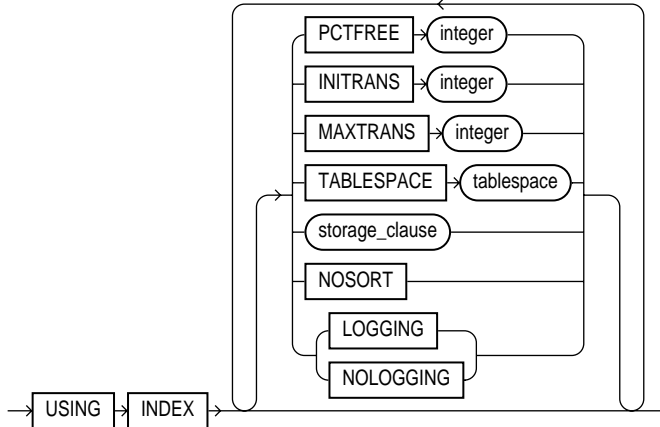 PCTFREE integer
INITRANS integer
MAXTRANS integer
TABLESPACE tablespace
storage_clause
NOSORT
LOGGING
NOLOGGING
USING INDEX